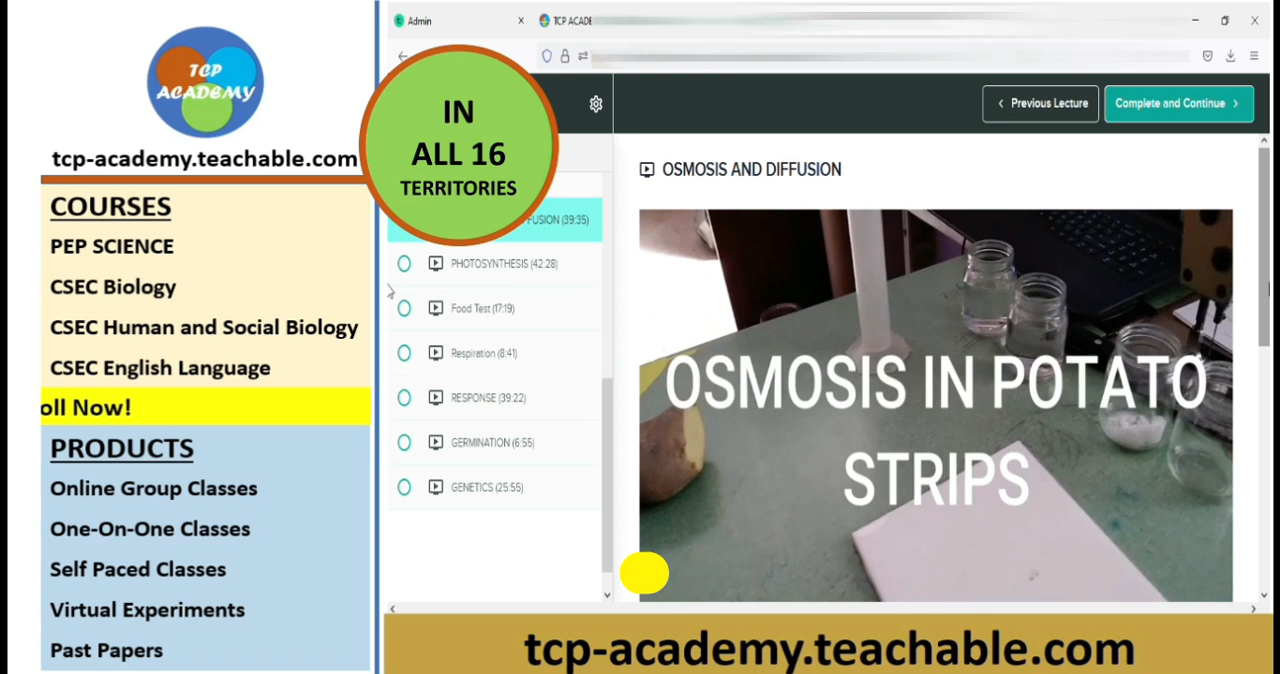 TCP
ACADEMY
tcp-academy.teachable.com
COURSES
PEP SCIENCE
CSEC Biology
CSEC Human and Social Biology
CSEC English Language
oll Now!
PRODUCTS
Online Group Classes
One-On-One Classes
Self Paced Classes
Virtual Experiments
Past Papers
IN
ALL 16
TERRITORIES
Admin
TCP ACADE
Previous Lecture
Complete and Continue
FUSION (39:35)
PHOTOSYNTHESIS (42:28)
Food Test (17:19)
Respiration (8:41)
RESPONSE (39:22)
GERMINATION (6:55)
GENETICS (25:55)
OSMOSIS AND DIFFUSION
OSMOSIS IN POTATO
STRIPS
tcp-academy.teachable.com